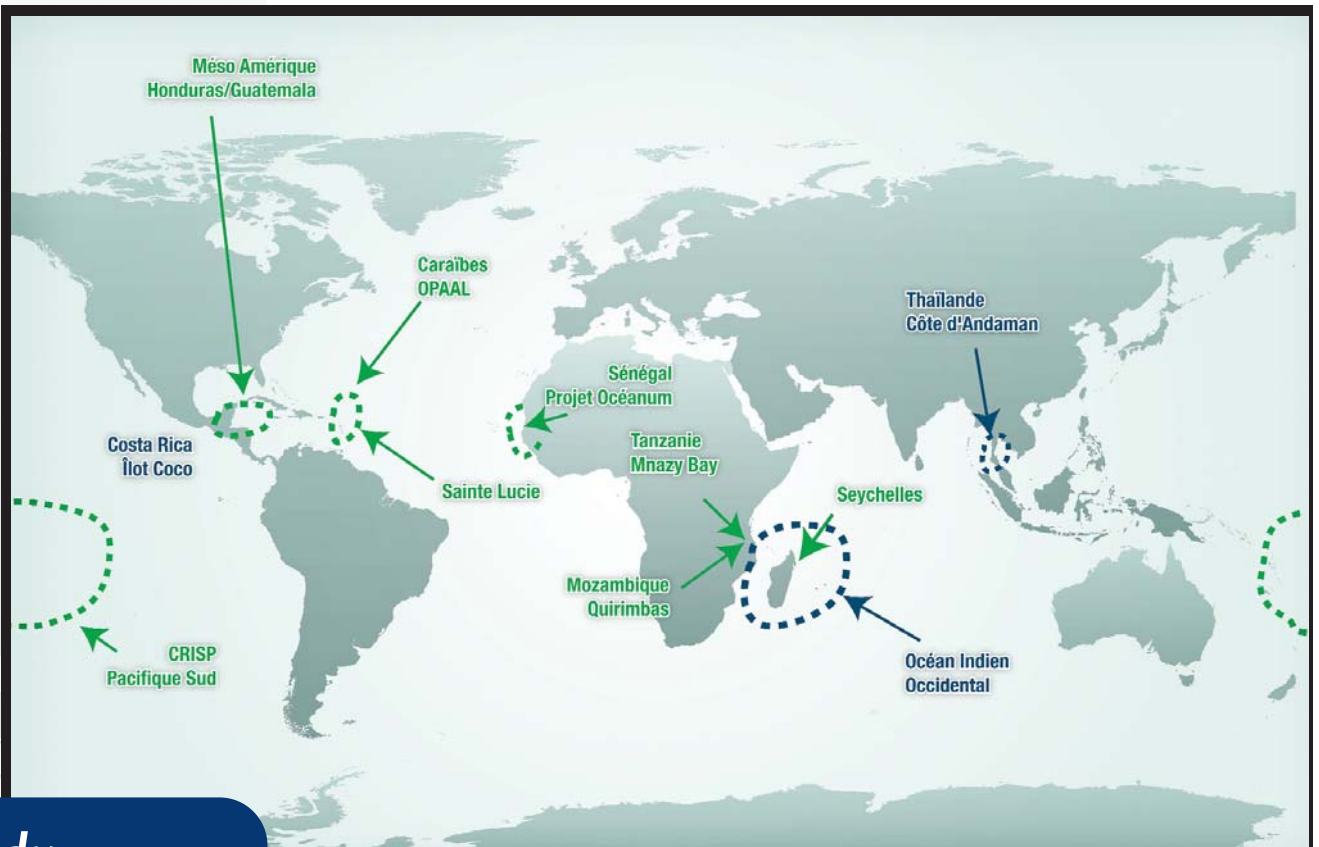 Méso Amérique
Honduras/Guatemala
Caraïbes
OPAAL
Thaïlande
Côte d'Andaman
Sénégal
Projet Océanum
Costa Rica
Îlot Coco
Tanzanie
Mnazy Bay
Sainte Lucie
Seychelles
Mozambique
Quirimbas
CRISP
Pacifique Sud
Océan Indien
Occidental